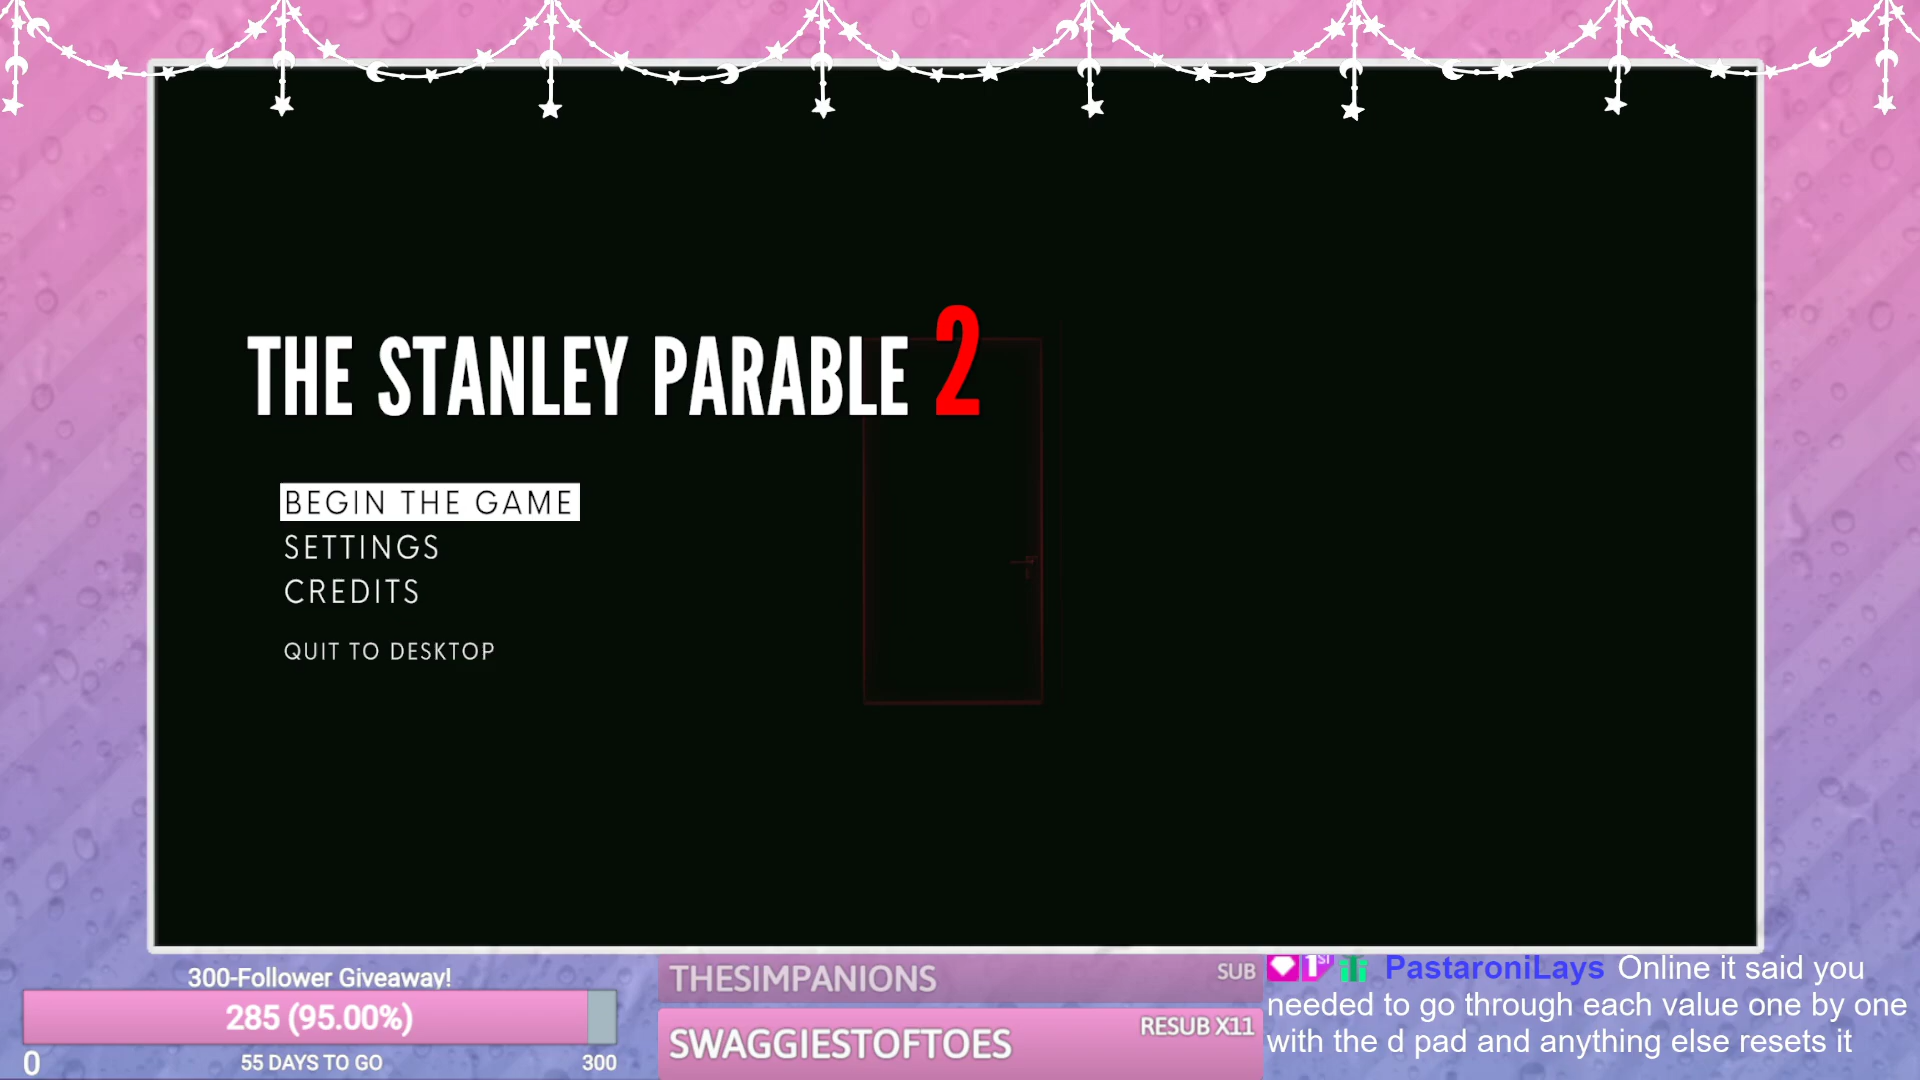 THE STANLEY PARABLE 2
BEGIN THE GAME
SETTINGS
CREDITS
QUIT TO DESKTOP
300-Follower Giveaway!
285 (95.00%)
0
55 DAYS TO GO
300
THESIMPANIONS
SUB
SWAGGIESTOFTOES
RESUB X11
1ST PastaroniLays Online it said you
needed to go through each value one by one
with the d pad and anything else resets it